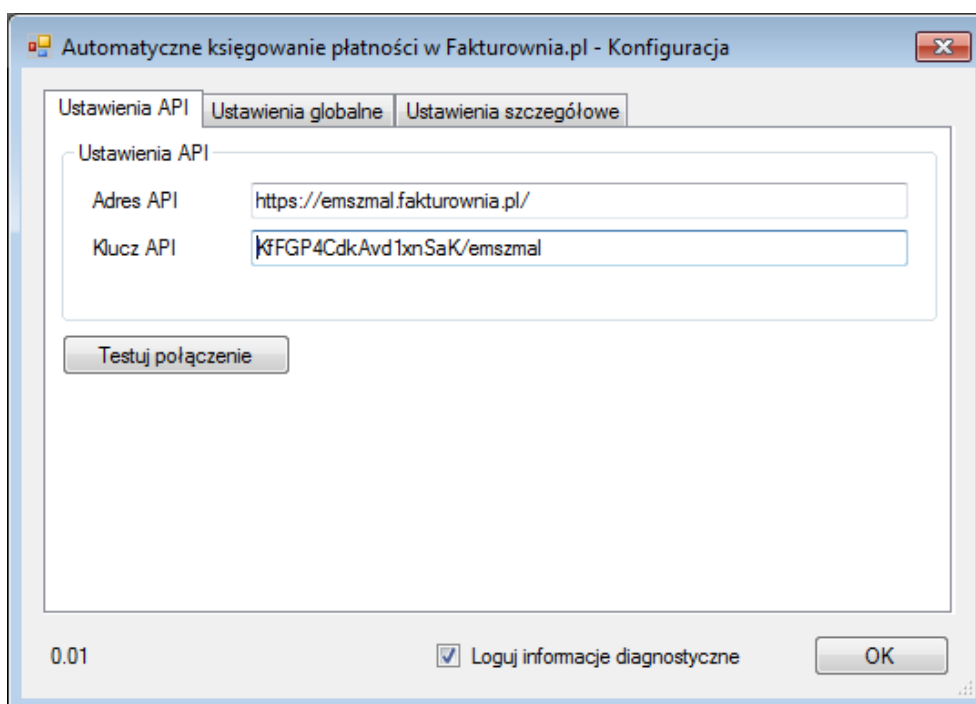 Automatyczne księgowanie płatności w Fakturownia.pl - Konfiguracja
Ustawienia API Ustawienia globalne Ustawienia szczegółowe
Ustawienia API
Adres API https://emszmal.fakturownia.pl/
Klucz API KfFGP4CdkAvd1xnSaK/emszmal
Testuj połączenie
0.01 Loguj informacje diagnostyczne OK